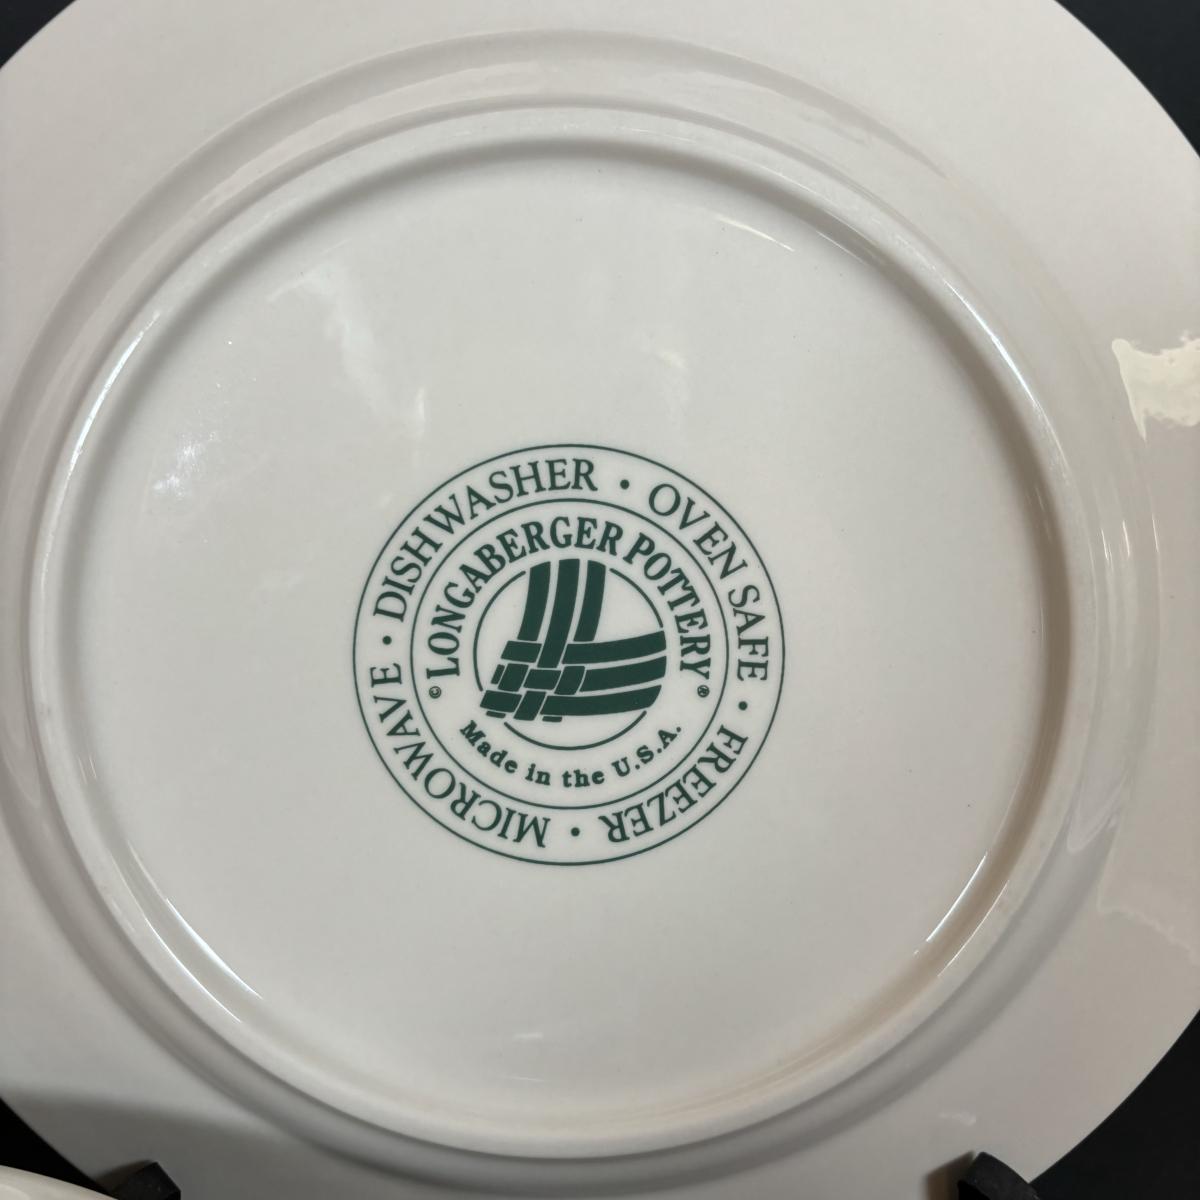 DISHWASHER · OVEN SAFE · FREEZER · MICROWAVE ·
© LONGABERGER POTTERY ®
Made in the U.S.A.